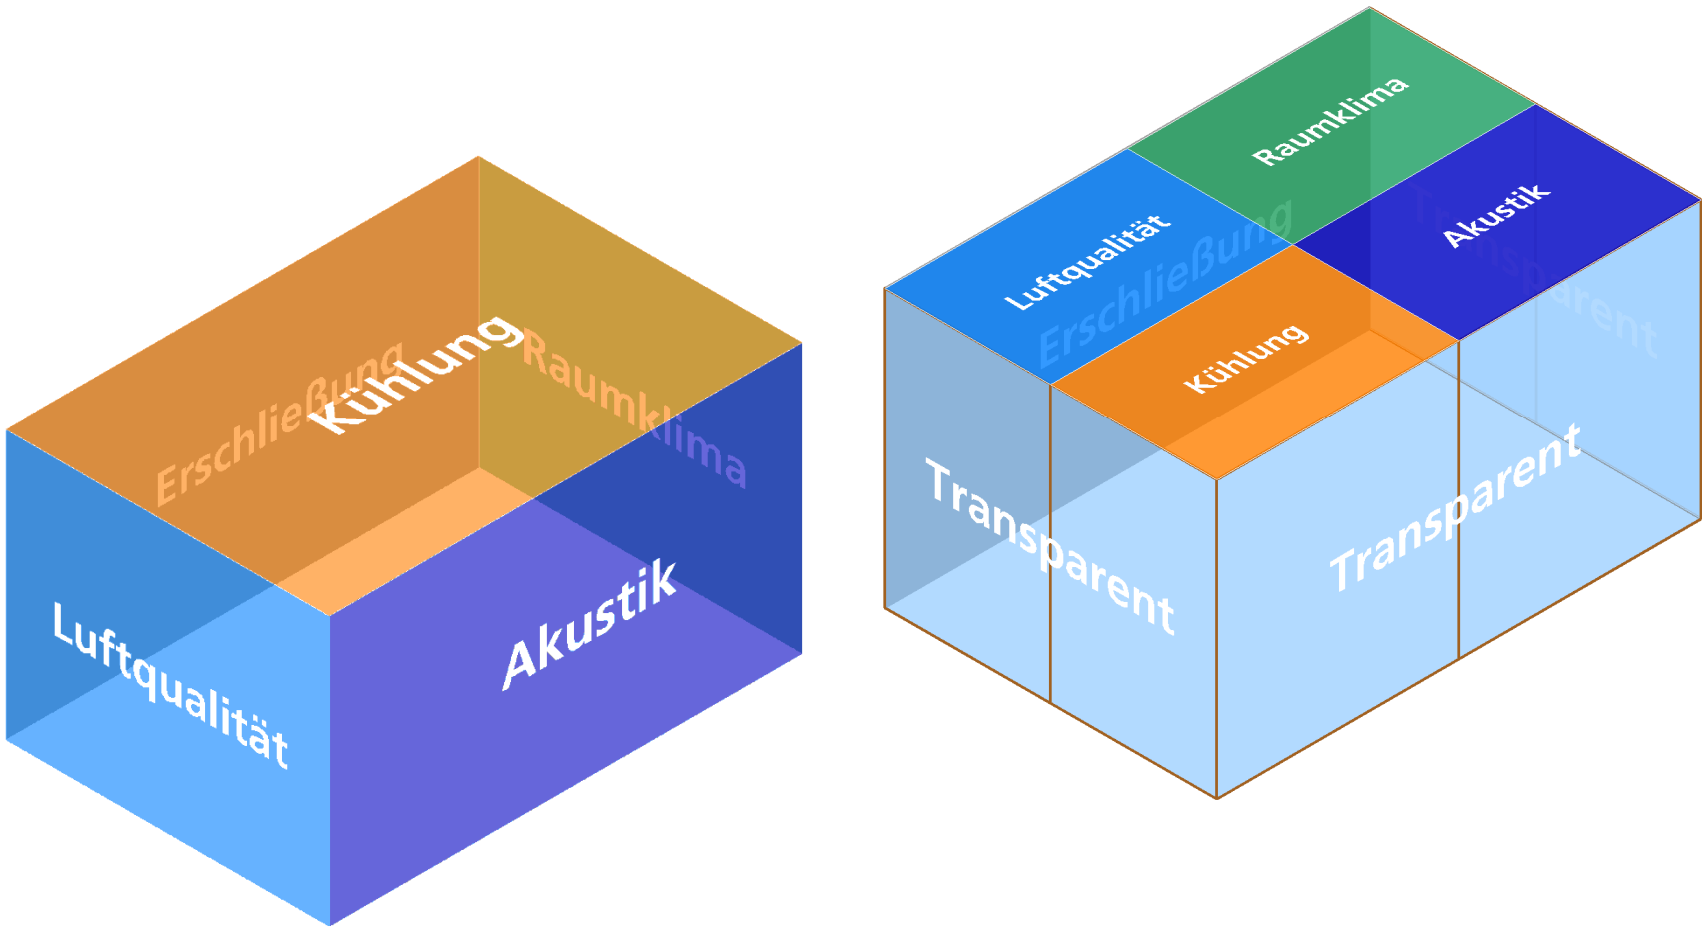 Kühlung
Erschließung
Raumklima
Luftqualität
Akustik
Raumklima
Luftqualität
Akustik
Erschließung
Transparent
Kühlung
Transparent
Transparent